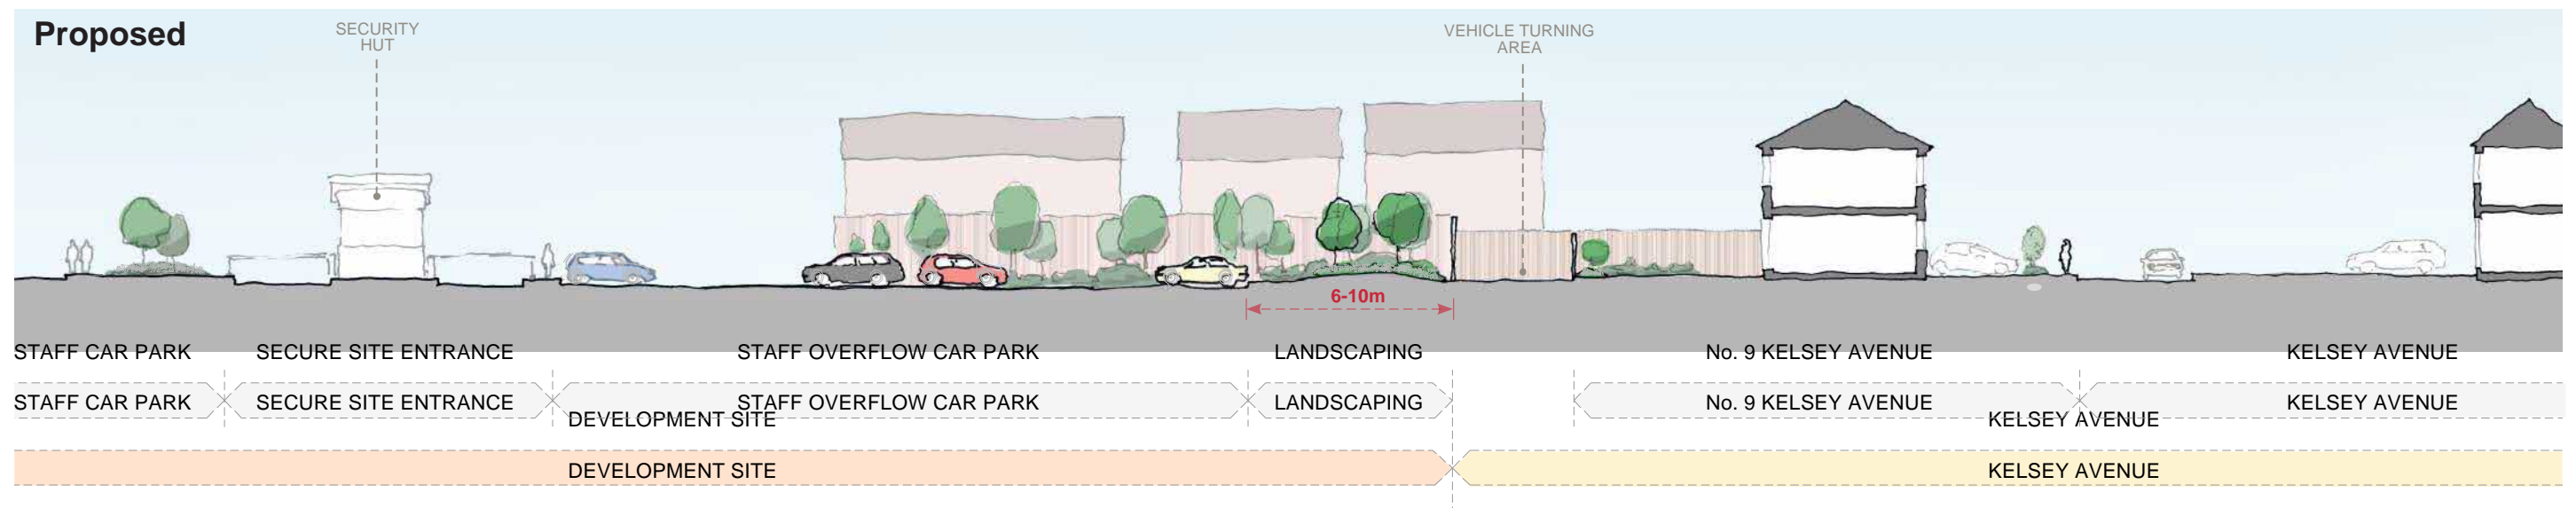 Proposed
SECURITY
HUT
VEHICLE TURNING
AREA
6-10m
STAFF CAR PARK
SECURE SITE ENTRANCE
STAFF OVERFLOW CAR PARK
LANDSCAPING
No. 9 KELSEY AVENUE
KELSEY AVENUE
STAFF CAR PARK
SECURE SITE ENTRANCE
STAFF OVERFLOW CAR PARK
LANDSCAPING
No. 9 KELSEY AVENUE
KELSEY AVENUE
DEVELOPMENT SITE
KELSEY AVENUE
DEVELOPMENT SITE
KELSEY AVENUE